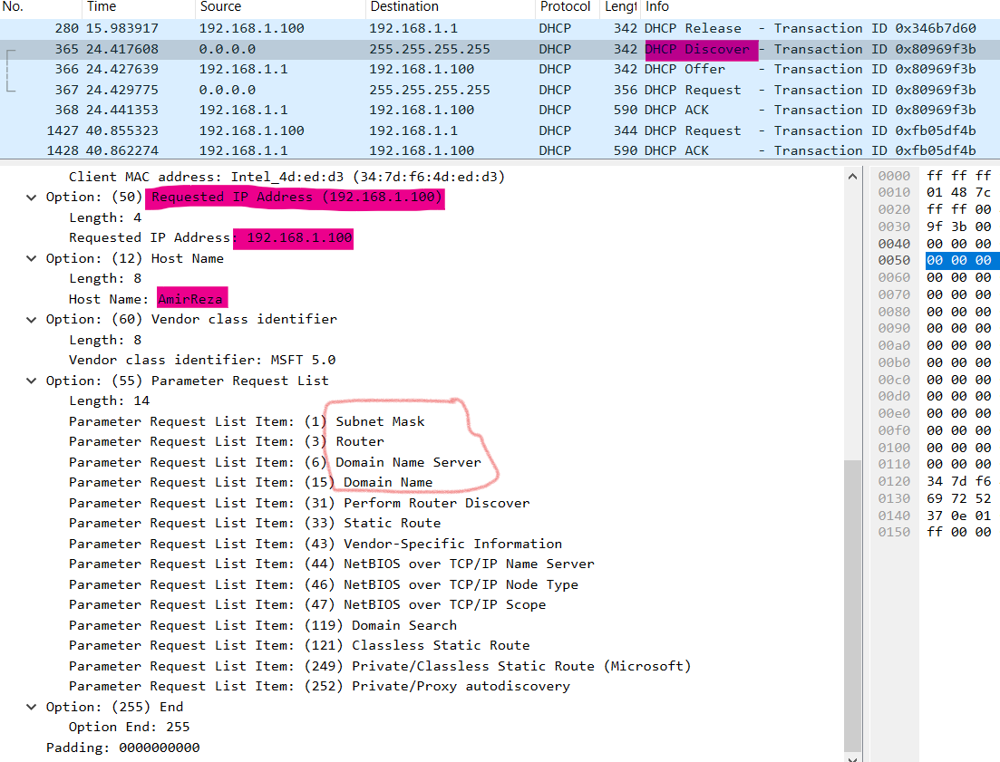 No. Time Source Destination Protocol Lengt Info
280 15.983917 192.168.1.100 192.168.1.1 DHCP 342 DHCP Release - Transaction ID 0x346b7d60
365 24.417608 0.0.0.0 255.255.255.255 DHCP 342 DHCP Discover - Transaction ID 0x80969f3b
366 24.427639 192.168.1.1 192.168.1.100 DHCP 342 DHCP Offer - Transaction ID 0x80969f3b
367 24.429775 0.0.0.0 255.255.255.255 DHCP 356 DHCP Request - Transaction ID 0x80969f3b
368 24.441353 192.168.1.1 192.168.1.100 DHCP 590 DHCP ACK - Transaction ID 0x80969f3b
1427 40.855323 192.168.1.100 192.168.1.1 DHCP 344 DHCP Request - Transaction ID 0xfb05df4b
1428 40.862274 192.168.1.1 192.168.1.100 DHCP 590 DHCP ACK - Transaction ID 0xfb05df4b
Client MAC address: Intel_4d:ed:d3 (34:7d:f6:4d:ed:d3)
Option: (50) Requested IP Address (192.168.1.100)
Length: 4
Requested IP Address: 192.168.1.100
Option: (12) Host Name
Length: 8
Host Name: AmirReza
Option: (60) Vendor class identifier
Length: 8
Vendor class identifier: MSFT 5.0
Option: (55) Parameter Request List
Length: 14
Parameter Request List Item: (1) Subnet Mask
Parameter Request List Item: (3) Router
Parameter Request List Item: (6) Domain Name Server
Parameter Request List Item: (15) Domain Name
Parameter Request List Item: (31) Perform Router Discover
Parameter Request List Item: (33) Static Route
Parameter Request List Item: (43) Vendor-Specific Information
Parameter Request List Item: (44) NetBIOS over TCP/IP Name Server
Parameter Request List Item: (46) NetBIOS over TCP/IP Node Type
Parameter Request List Item: (47) NetBIOS over TCP/IP Scope
Parameter Request List Item: (119) Domain Search
Parameter Request List Item: (121) Classless Static Route
Parameter Request List Item: (249) Private/Classless Static Route (Microsoft)
Parameter Request List Item: (252) Private/Proxy autodiscovery
Option: (255) End
Option End: 255
Padding: 0000000000
0000 ff ff ff
0010 01 48 7c
0020 ff ff 00
0030 9f 3b 00
0040 00 00 00
0050 00 00 00
0060 00 00 00
0070 00 00 00
0080 00 00 00
0090 00 00 00
00a0 00 00 00
00b0 00 00 00
00c0 00 00 00
00d0 00 00 00
00e0 00 00 00
00f0 00 00 00
0100 00 00 00
0110 00 00 00
0120 34 7d f6
0130 69 72 52
0140 37 0e 01
0150 ff 00 00